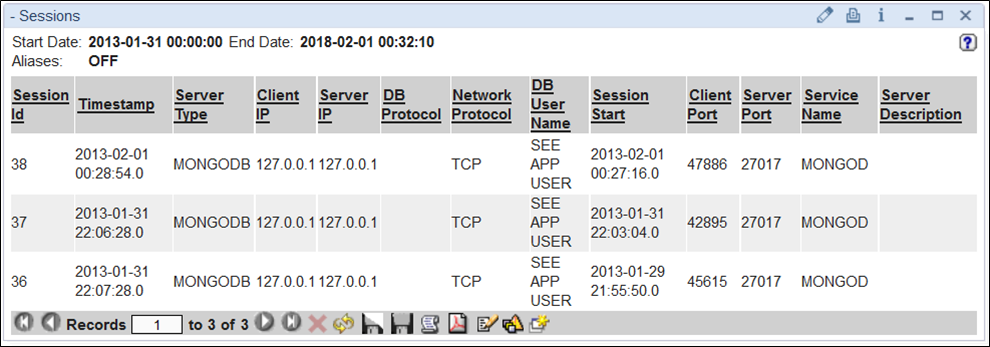 - Sessions
Start Date: 2013-01-31 00:00:00 End Date: 2018-02-01 00:32:10
Aliases: OFF
Session Id Timestamp Server Type Client IP Server IP DB Protocol Network Protocol DB User Name Session Start Client Port Server Port Service Name Server Description
38 2013-02-01 00:28:54.0 MONGODB 127.0.0.1 127.0.0.1 TCP SEE APP USER 2013-02-01 00:27:16.0 47886 27017 MONGOD
37 2013-01-31 22:06:28.0 MONGODB 127.0.0.1 127.0.0.1 TCP SEE APP USER 2013-01-31 22:03:04.0 42895 27017 MONGOD
36 2013-01-31 22:07:28.0 MONGODB 127.0.0.1 127.0.0.1 TCP SEE APP USER 2013-01-29 21:55:50.0 45615 27017 MONGOD
Records 1 to 3 of 3